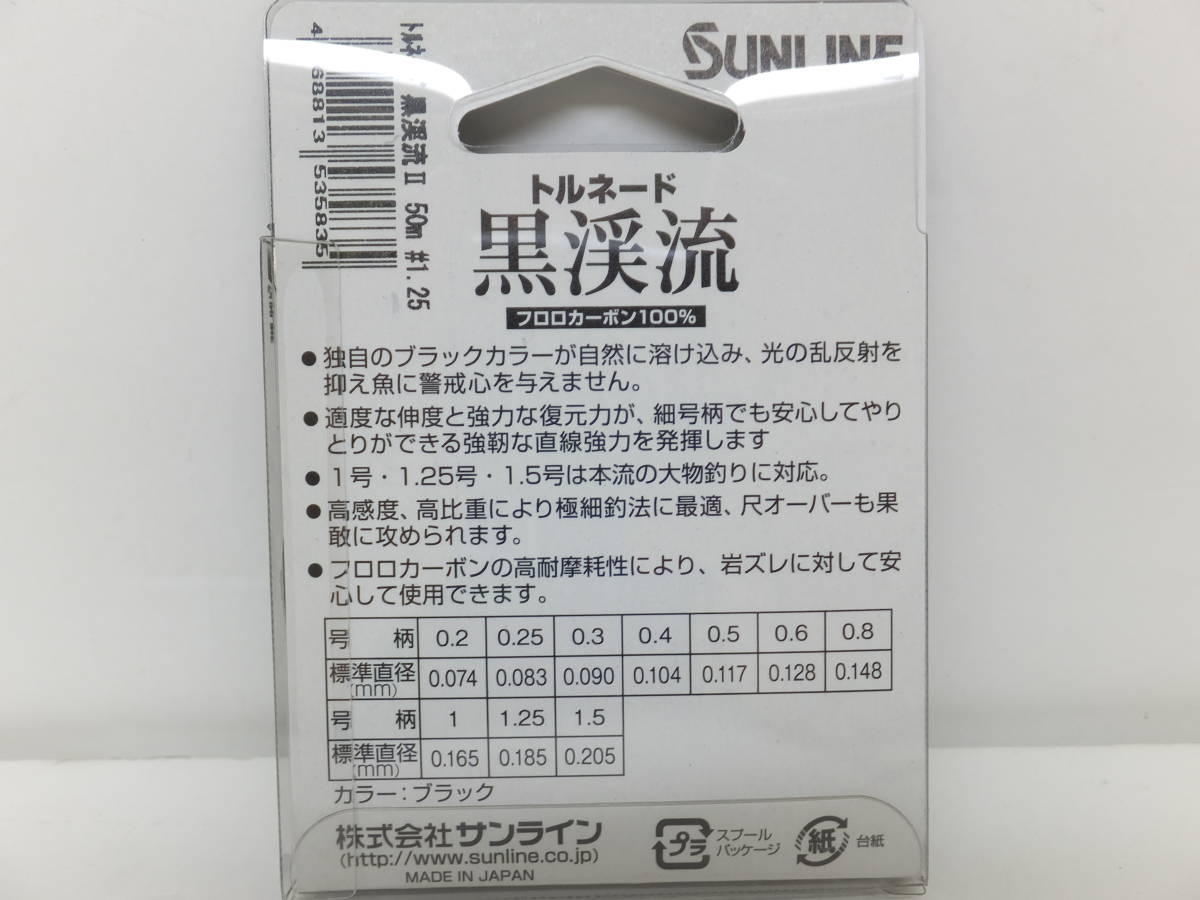 SUNLINE
黒渓流Ⅱ 50m #1.25
535835
トルネード
黒渓流
フロロカーボン100%
● 独自のブラックカラーが自然に溶け込み、光の乱反射を
抑え魚に警戒心を与えません。
● 適度な伸度と強力な復元力が、細号柄でも安心してやり
とりができる強靭な直線強力を発揮します
● 1号・1.25号・1.5号は本流の大物釣りに対応。
● 高感度、高比重により極細釣法に最適、尺オーバーも果
敢に攻められます。
● フロロカーボンの高耐摩耗性により、岩ズレに対して安
心して使用できます。
号 柄 0.2 0.25 0.3 0.4 0.5 0.6 0.8
標準直径(mm) 0.074 0.083 0.090 0.104 0.117 0.128 0.148
号 柄 1 1.25 1.5
標準直径(mm) 0.165 0.185 0.205
カラー：ブラック
株式会社サンライン
(http://www.sunline.co.jp)
MADE IN JAPAN
プラ
スプール
パッケージ
紙
台紙